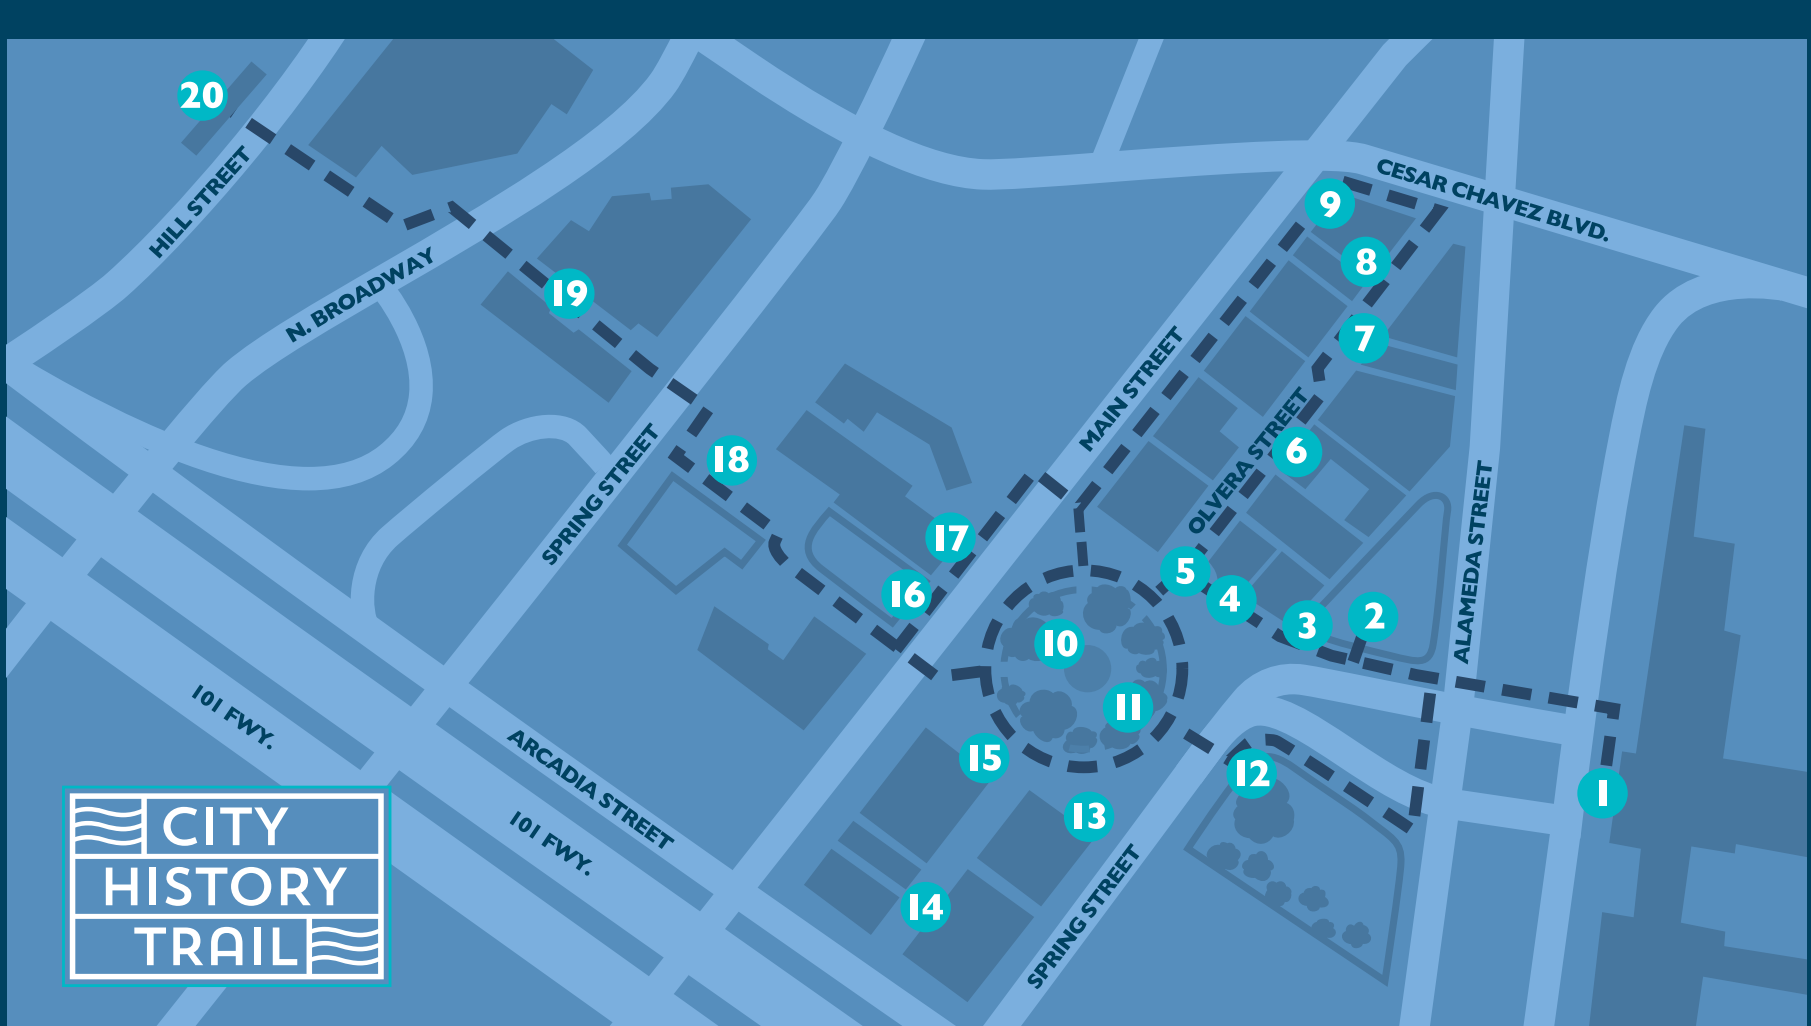 20
HILL STREET
N. BROADWAY
19
CESAR CHAVEZ BLVD.
9
8
7
MAIN STREET
OLVERA STREET
6
SPRING STREET
18
17
16
5
4
3
2
ALAMEDA STREET
10
11
15
12
1
13
14
101 FWY.
ARCADIA STREET
101 FWY.
SPRING STREET
CITY
HISTORY
TRAIL